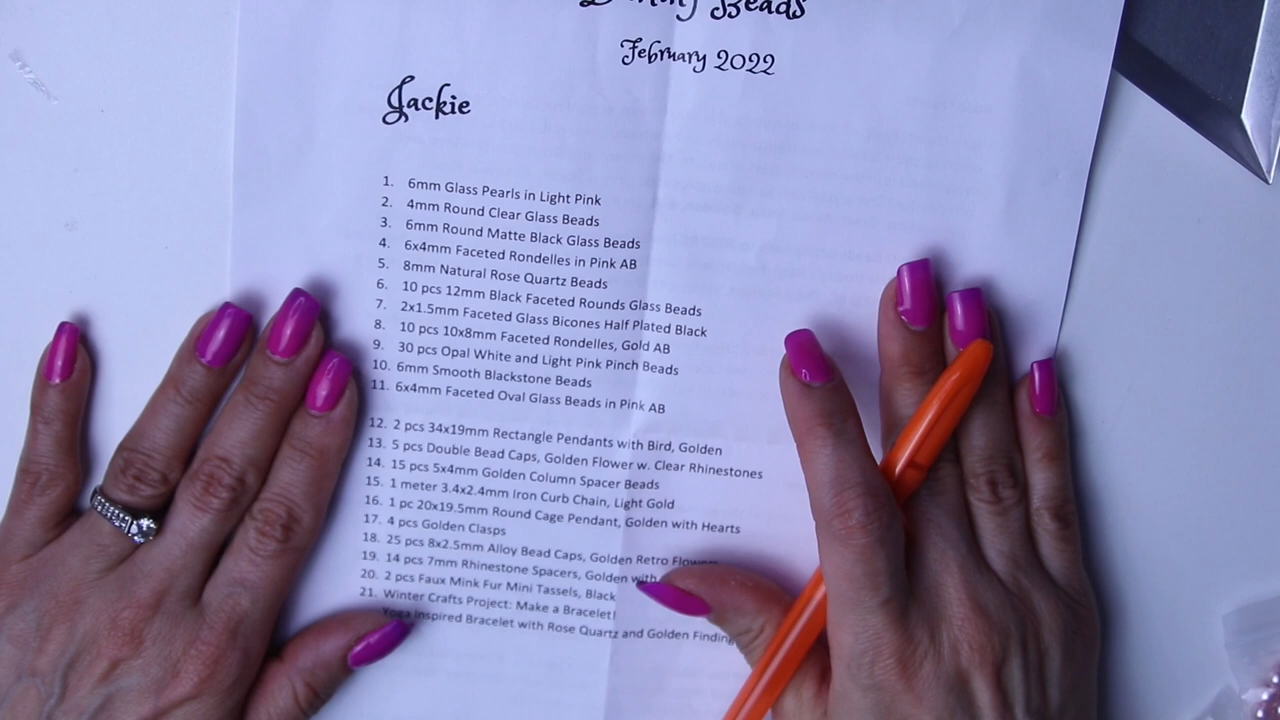 Beads
February 2022
Jackie
1. 6mm Glass Pearls in Light Pink
2. 4mm Round Clear Glass Beads
3. 6mm Round Matte Black Glass Beads
4. 6x4mm Faceted Rondelles in Pink AB
5. 8mm Natural Rose Quartz Beads
6. 10 pcs 12mm Black Faceted Rounds Glass Beads
7. 2x1.5mm Faceted Glass Bicones Half Plated Black
8. 10 pcs 10x8mm Faceted Rondelles, Gold AB
9. 30 pcs Opal White and Light Pink Pinch Beads
10. 6mm Smooth Blackstone Beads
11. 6x4mm Faceted Oval Glass Beads in Pink AB
12. 2 pcs 34x19mm Rectangle Pendants with Bird, Golden
13. 5 pcs Double Bead Caps, Golden Flower w. Clear Rhinestones
14. 15 pcs 5x4mm Golden Column Spacer Beads
15. 1 meter 3.4x2.4mm Iron Curb Chain, Light Gold
16. 1 pc 20x19.5mm Round Cage Pendant, Golden with Hearts
17. 4 pcs Golden Clasps
18. 25 pcs 8x2.5mm Alloy Bead Caps, Golden Retro Flowers
19. 14 pcs 7mm Rhinestone Spacers, Golden with
20. 2 pcs Faux Mink Fur Mini Tassels, Black
21. Winter Crafts Project: Make a Bracelet!
Yoga Inspired Bracelet with Rose Quartz and Golden Finding